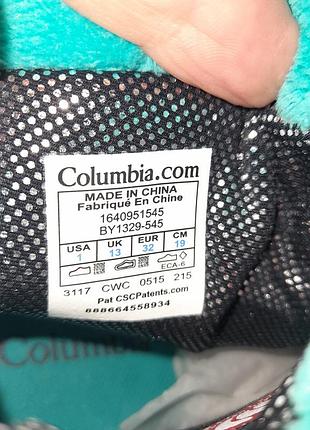 Columbia.com
MADE IN CHINA
Fabriqué En Chine
1640951545
BY1329-545
USA UK EUR CM
1 13 32 19
ECA-6
3117 CWC 0515 215
Pat CSCPatents.com
888664558934
Columbia